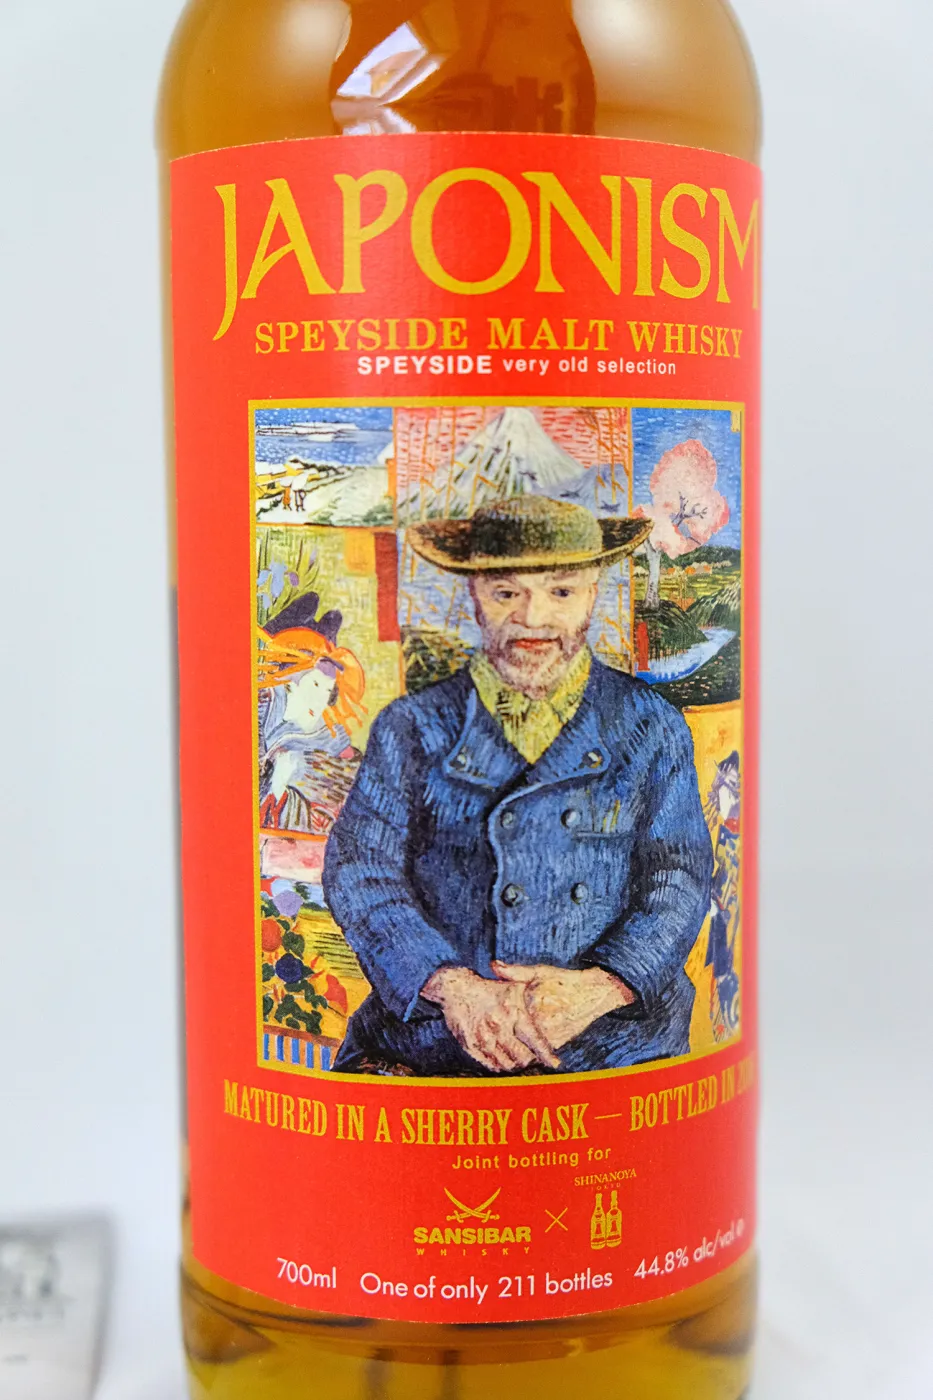 JAPONISM
SPEYSIDE MALT WHISKY
SPEYSIDE very old selection
MATURED IN A SHERRY CASK — BOTTLED IN
Joint bottling for
SHINANOYA
TOKYO
SANSIBAR
WHISKY
×
700ml One of only 211 bottles 44.8% alc/vol e